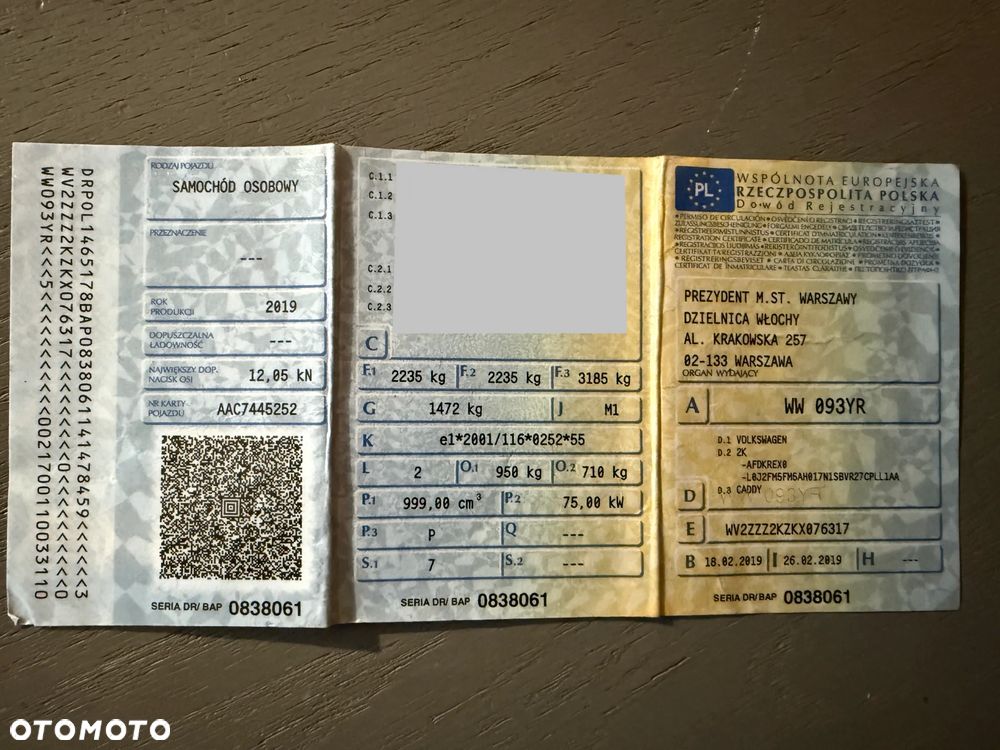 DRPOL1465178BAP0838061141478459<<<<<<3
WV2ZZZ2KZKX076317<<<<<<<<<0<<<<<<<<0
WW093YR<<<5<<<<<<<<<<<<0021700110033110
RODZAJ POJAZDU
SAMOCHÓD OSOBOWY
PRZEZNACZENIE
---
ROK PRODUKCJI
2019
DOPUSZCZALNA ŁADOWNOŚĆ
---
NAJWIĘKSZY DOP. NACISK OSI
12,05 kN
NR KARTY POJAZDU
AAC7445252
SERIA DR/ BAP 0838061
C.1.1
C.1.2
C.1.3
C.2.1
C.2.2
C.2.3
C
F.1 2235 kg F.2 2235 kg F.3 3185 kg
G 1472 kg J M1
K e1*2001/116*0252*55
L 2 O.1 950 kg O.2 710 kg
P.1 999,00 cm³ P.2 75,00 kW
P.3 P Q ---
S.1 7 S.2 ---
SERIA DR/ BAP 0838061
PL
WSPÓLNOTA EUROPEJSKA
RZECZPOSPOLITA POLSKA
Dowód Rejestracyjny
PREZYDENT M.ST. WARSZAWY
DZIELNICA WŁOCHY
AL. KRAKOWSKA 257
02-133 WARSZAWA
ORGAN WYDAJĄCY
A WW 093YR
D.1 VOLKSWAGEN
D.2 2K
-AFDKREX0
-L0J2FM5FM6AH017N1SBVR27CPLL1AA
D D.3 CADDY
E WV2ZZZ2KZKX076317
B 18.02.2019 I 26.02.2019 H ---
SERIA DR/ BAP 0838061
OTOMOTO